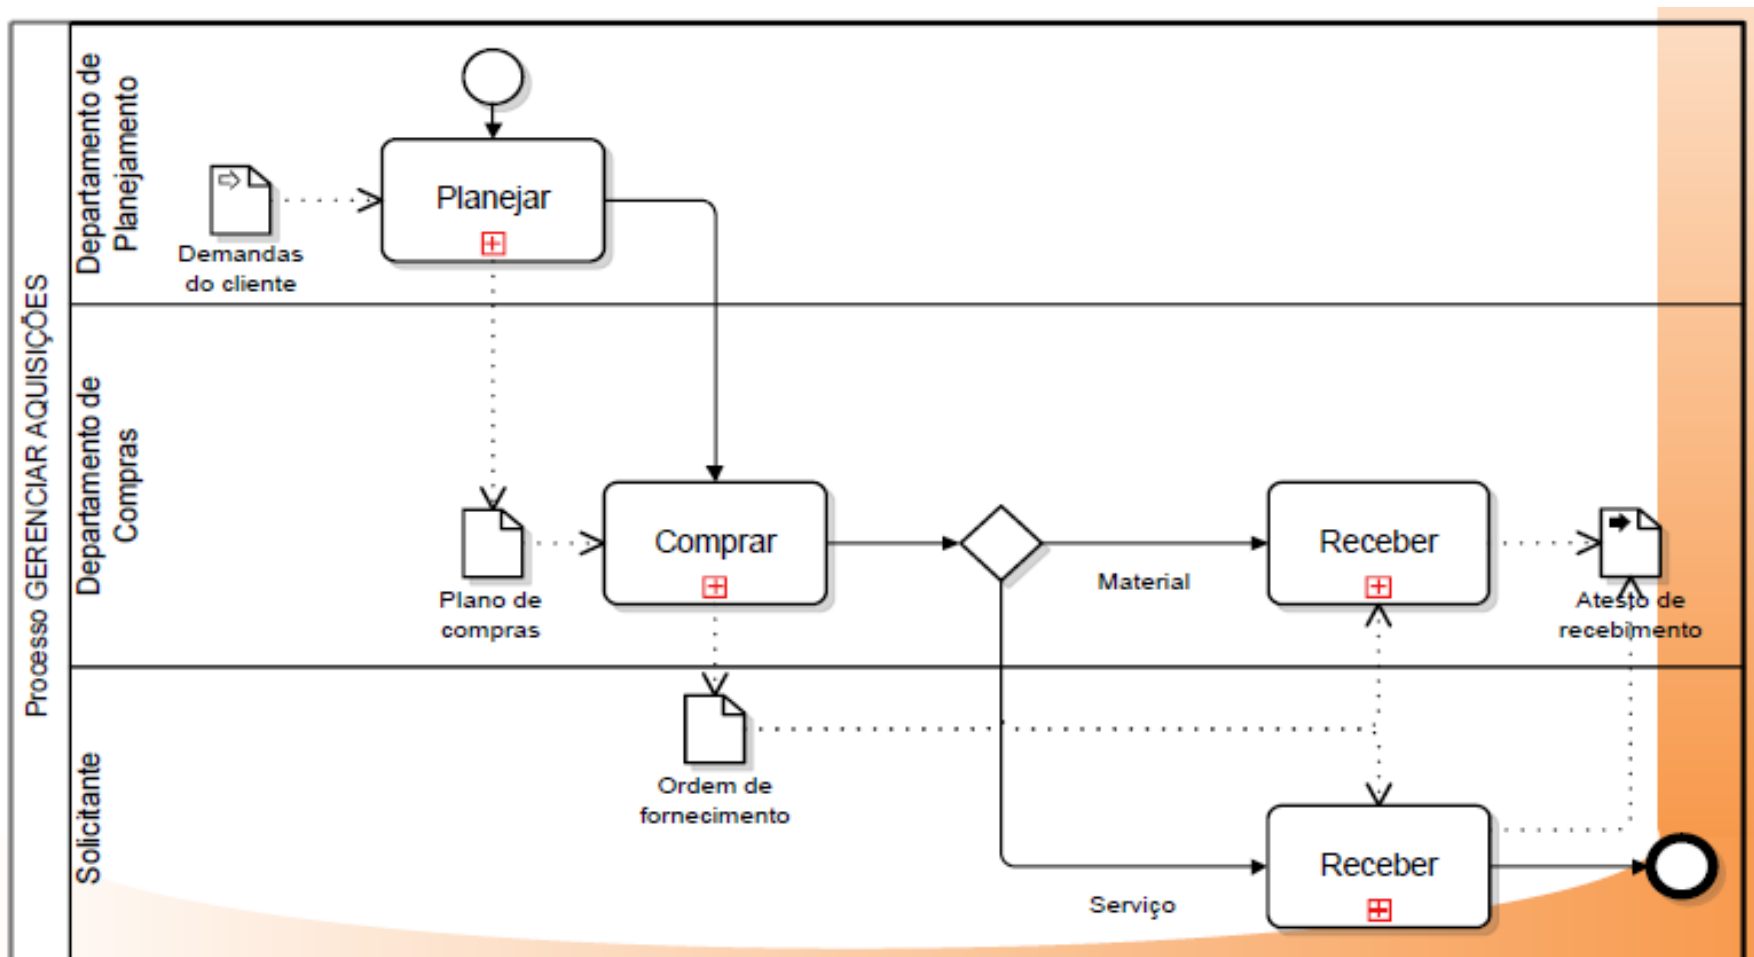 Processo GERENCIAR AQUISIÇÕES
Departamento de
Planejamento
Planejar
Demandas
do cliente
Departamento de
Compras
Comprar
Receber
Material
Plano de
compras
Atesto de
recebimento
Solicitante
Ordem de
fornecimento
Receber
Serviço